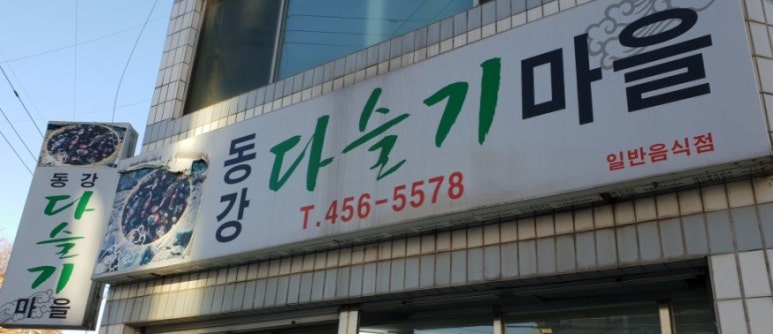 동강
다슬기
마을
동강 다슬기 마을
T.456-5578
일반음식점